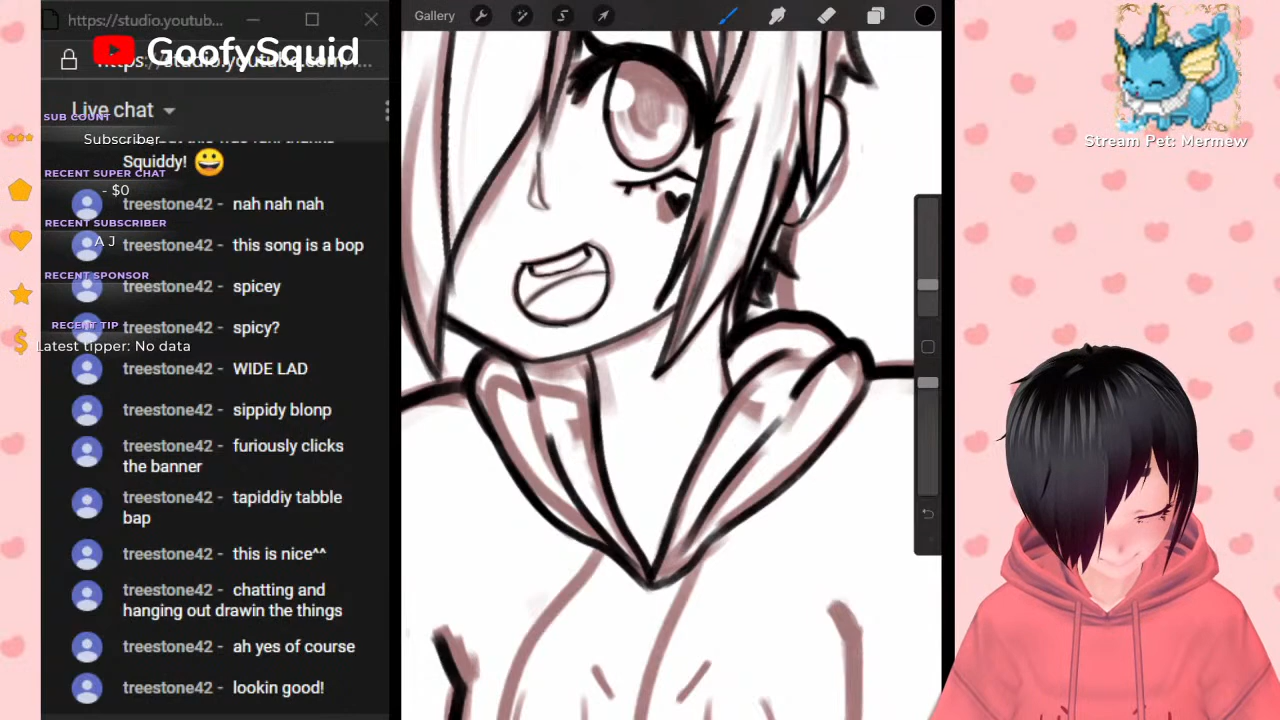 https://studio.youtub...
GoofySquid
https://studio.youtube.com/...
Live chat
SUB COUNT
Subscriber
Squiddy! 😀
RECENT SUPER CHAT
- $0
treestone42 - nah nah nah
RECENT SUBSCRIBER
A J
treestone42 - this song is a bop
RECENT SPONSOR
treestone42 - spicey
RECENT TIP
treestone42 - spicy?
Latest tipper: No data
treestone42 - WIDE LAD
treestone42 - sippidy blonp
treestone42 - furiously clicks
the banner
treestone42 - tapiddiy tabble
bap
treestone42 - this is nice^^
treestone42 - chatting and
hanging out drawin the things
treestone42 - ah yes of course
treestone42 - lookin good!
Gallery
Stream Pet: Mermew